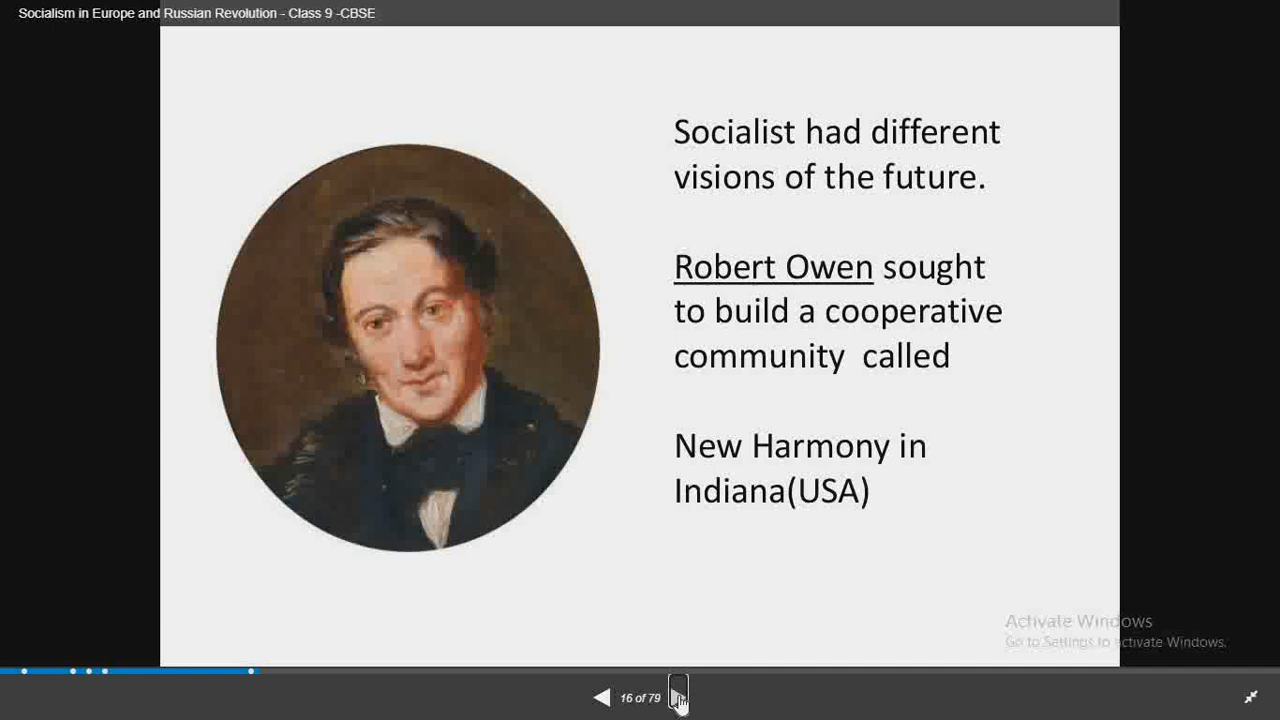 Socialism in Europe and Russian Revolution - Class 9 -CBSE
Socialist had different
visions of the future.
Robert Owen sought
to build a cooperative
community called
New Harmony in
Indiana(USA)
Activate Windows
Go to Settings to activate Windows.
16 of 79